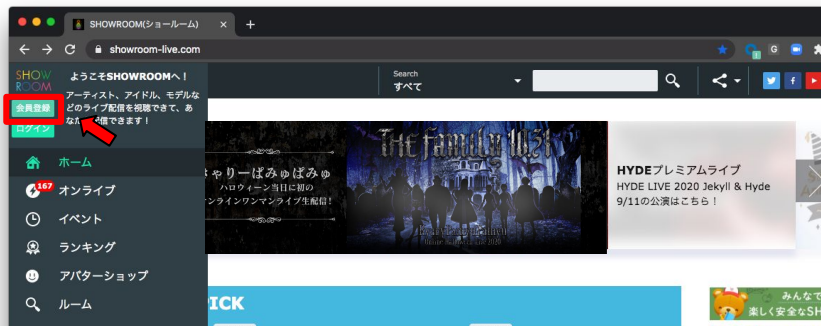 SHOWROOM(ショールーム)
showroom-live.com
SHOW
ROOM
ようこそSHOWROOMへ！
アーティスト、アイドル、モデルな
どのライブ配信を視聴できて、あ
なた 配信できます！
会員登録
ログイン
Search
すべて
ホーム
167
オンライブ
イベント
ランキング
アバターショップ
ルーム
ゃりーぱみゅぱみゅ
ハロウィーン当日に初の
ンラインワンマンライブ生配信!
THE Family 1031
HYDEプレミアムライブ
HYDE LIVE 2020 Jekyll & Hyde
9/11の公演はこちら！
PICK
みんなで
楽しく安全なSH